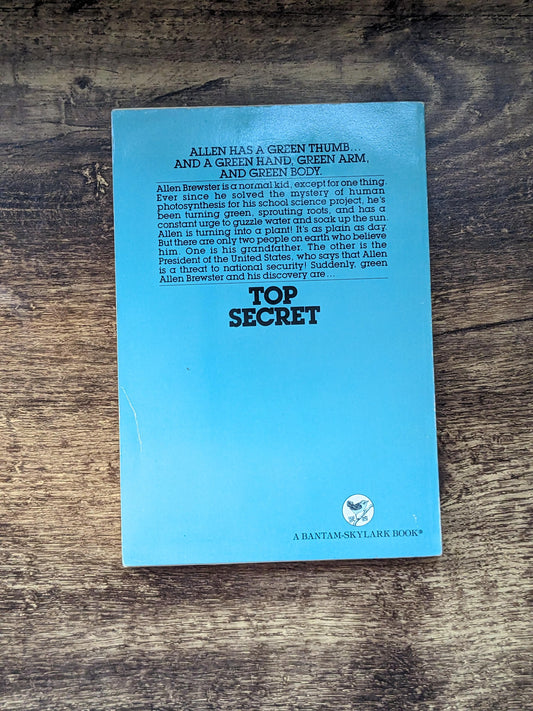 ALLEN HAS A GREEN THUMB...
AND A GREEN HAND, GREEN ARM,
AND GREEN BODY.
Allen Brewster is a normal kid, except for one thing.
Ever since he solved the mystery of human
photosynthesis for his school science project, he's
been turning green, sprouting roots, and has a
constant urge to guzzle water and soak up the sun.
Allen is turning into a plant! It's as plain as day.
But there are only two people on earth who believe
him. One is his grandfather. The other is the
President of the United States, who says that Allen
is a threat to national security! Suddenly, green
Allen Brewster and his discovery are...
TOP
SECRET
A BANTAM-SKYLARK BOOK®